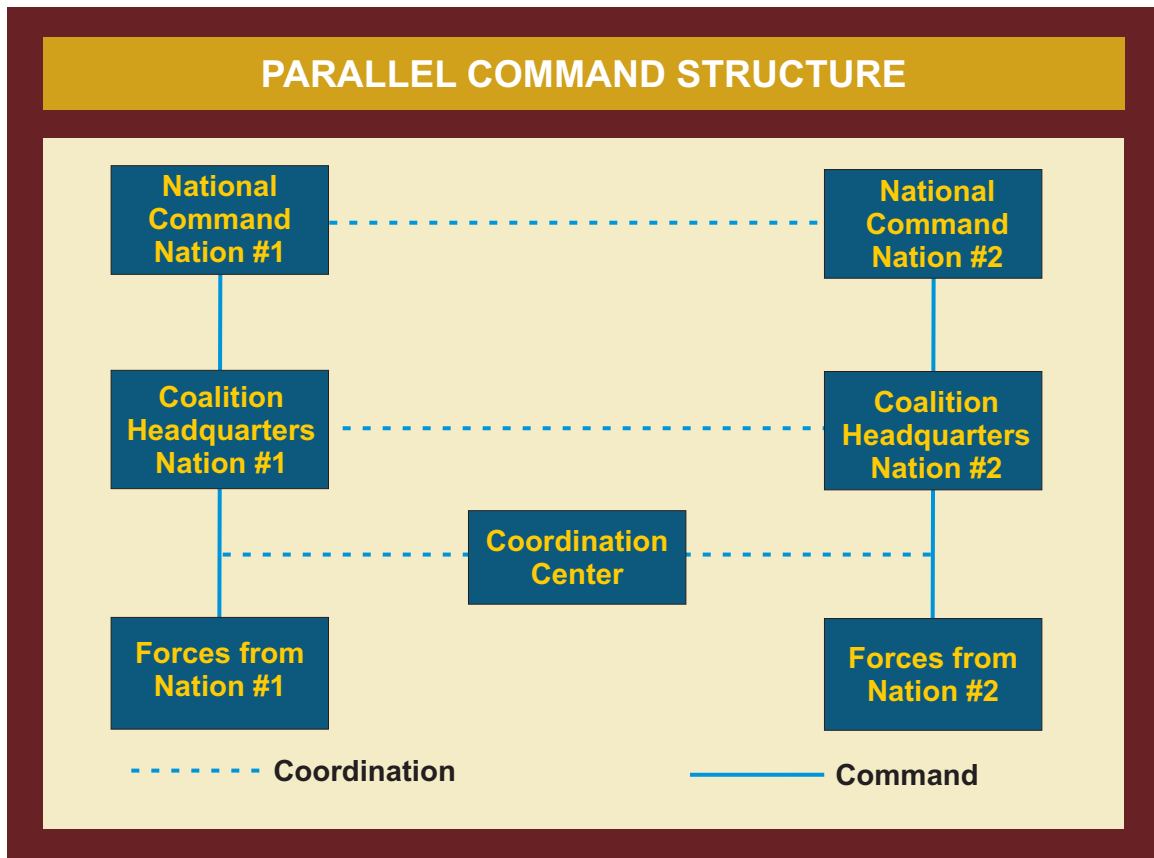 PARALLEL COMMAND STRUCTURE
National
Command
Nation #1
National
Command
Nation #2
Coalition
Headquarters
Nation #1
Coalition
Headquarters
Nation #2
Coordination
Center
Forces from
Nation #1
Forces from
Nation #2
Coordination
Command